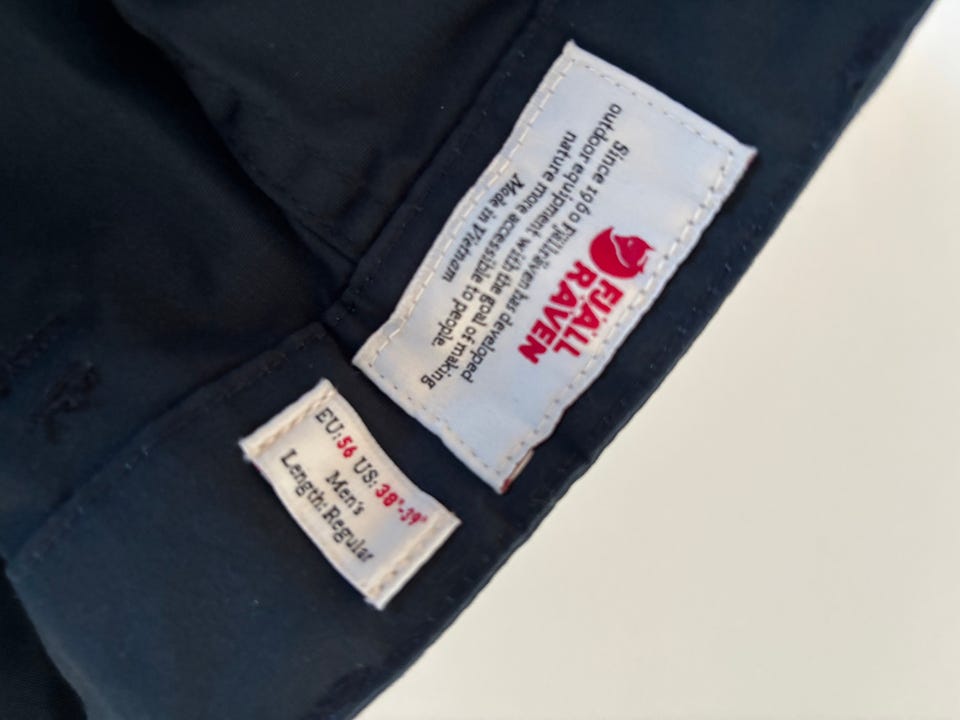 FJÄLL
RÄVEN
Since 1960 Fjällräven has developed
outdoor equipment with the goal of making
nature more accessible to people.
Made in Vietnam
EU: 56 US: 38"-39"
Men's
Length: Regular